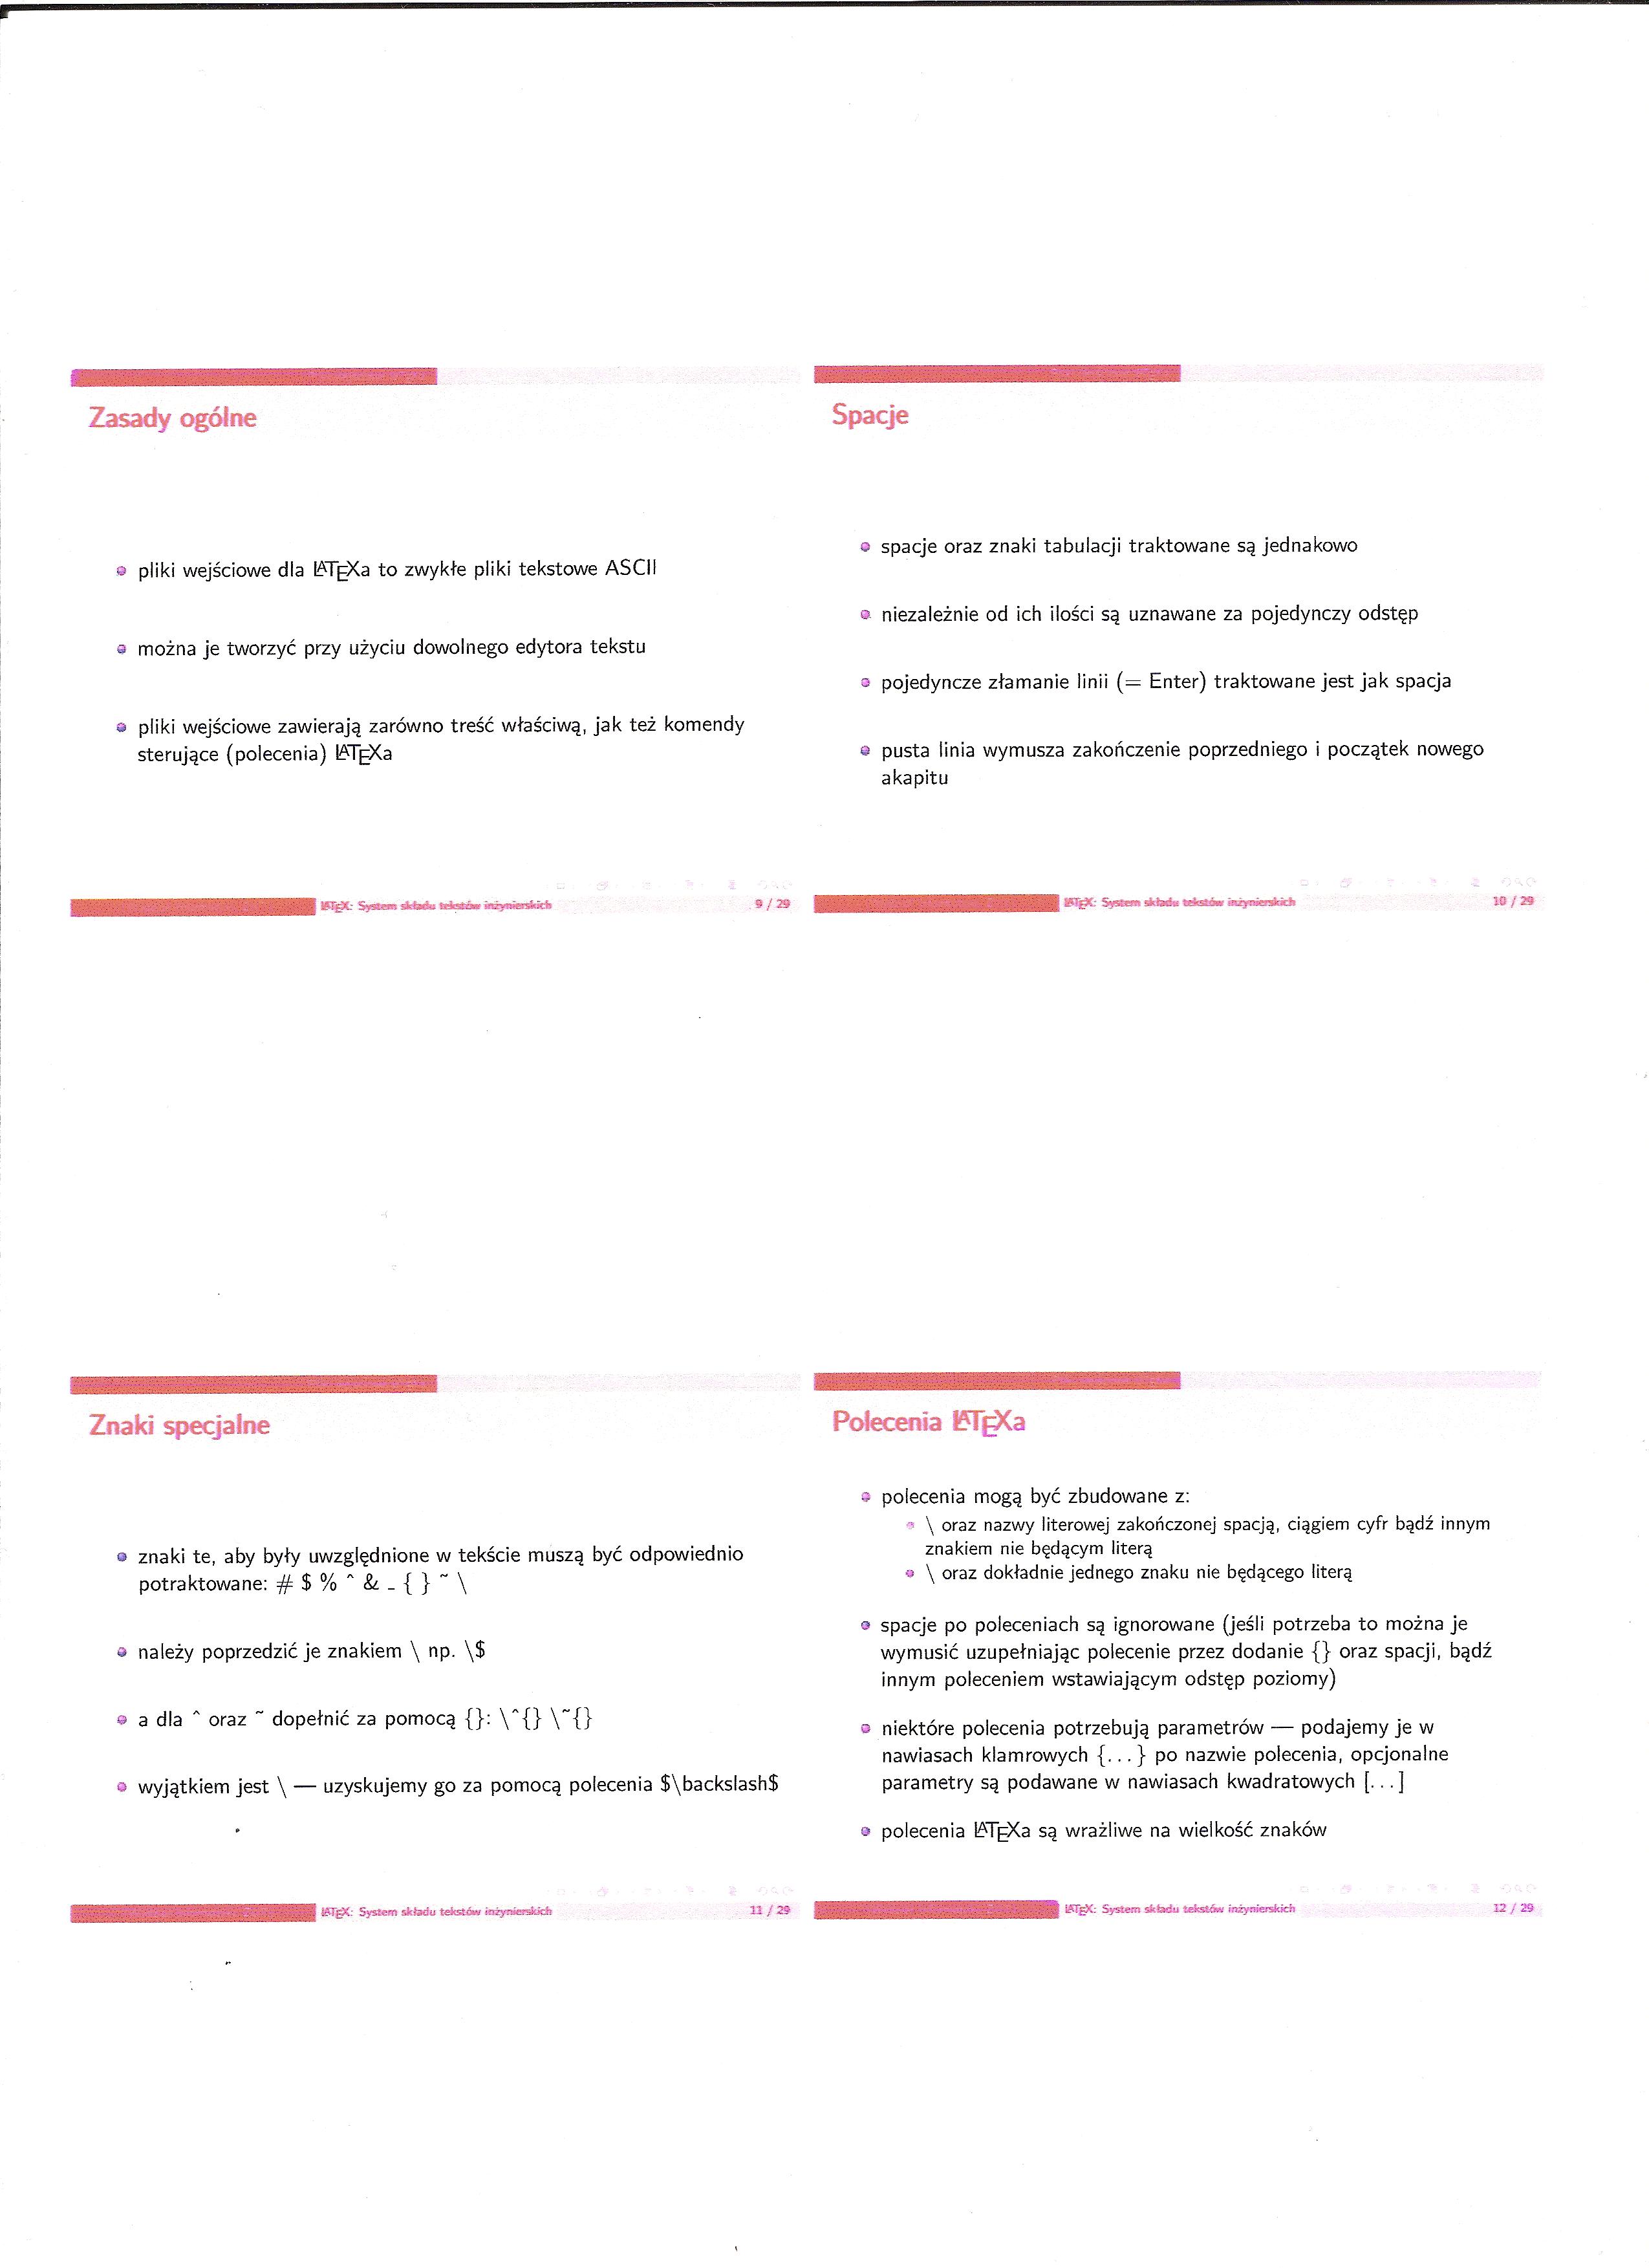 Zasady ogólne
pliki wejściowe dla LATEXa to zwykłe pliki tekstowe ASCII
można je tworzyć przy użyciu dowolnego edytora tekstu
pliki wejściowe zawierają zarówno treść właściwą, jak też komendy
sterujące (polecenia) LATEXa
LATEX: System składu tekstów inżynierskich
9 / 29
Spacje
spacje oraz znaki tabulacji traktowane są jednakowo
niezależnie od ich ilości są uznawane za pojedynczy odstęp
pojedyncze złamanie linii (= Enter) traktowane jest jak spacja
pusta linia wymusza zakończenie poprzedniego i początek nowego
akapitu
LATEX: System składu tekstów inżynierskich
10 / 29
Znaki specjalne
znaki te, aby były uwzględnione w tekście muszą być odpowiednio
potraktowane: # $ % ^ & _ { } ~ \
należy poprzedzić je znakiem \ np. \$
a dla ^ oraz ~ dopełnić za pomocą {}: \^{} \~{}
wyjątkiem jest \ — uzyskujemy go za pomocą polecenia $\backslash$
LATEX: System składu tekstów inżynierskich
11 / 29
Polecenia LATEXa
polecenia mogą być zbudowane z:
\ oraz nazwy literowej zakończonej spacją, ciągiem cyfr bądź innym
znakiem nie będącym literą
\ oraz dokładnie jednego znaku nie będącego literą
spacje po poleceniach są ignorowane (jeśli potrzeba to można je
wymusić uzupełniając polecenie przez dodanie {} oraz spacji, bądź
innym poleceniem wstawiającym odstęp poziomy)
niektóre polecenia potrzebują parametrów — podajemy je w
nawiasach klamrowych {...} po nazwie polecenia, opcjonalne
parametry są podawane w nawiasach kwadratowych [...]
polecenia LATEXa są wrażliwe na wielkość znaków
LATEX: System składu tekstów inżynierskich
12 / 29